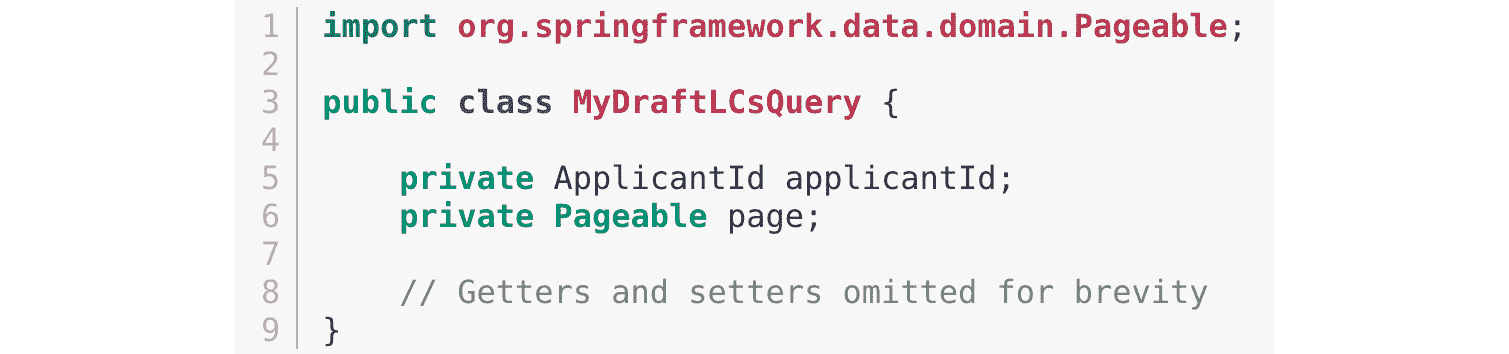 1 import org.springframework.data.domain.Pageable;
2
3 public class MyDraftLCsQuery {
4
5     private ApplicantId applicantId;
6     private Pageable page;
7
8     // Getters and setters omitted for brevity
9 }